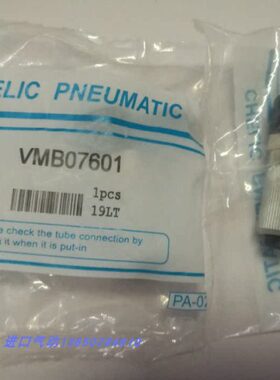 ELIC PNEUMATIC
VMB07601
1pcs
19LT
e check the tube connection by
it when it is put-in
PA-02
进口气动